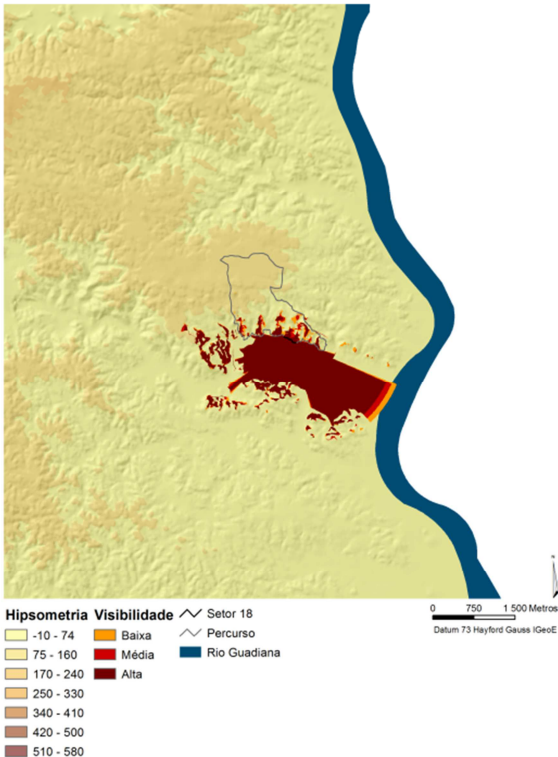 N
0 750 1 500 Metros
Datum 73 Hayford Gauss IGeoE
Hipsometria
-10 - 74
75 - 160
170 - 240
250 - 330
340 - 410
420 - 500
510 - 580
Visibilidade
Baixa
Média
Alta
Setor 18
Percurso
Rio Guadiana